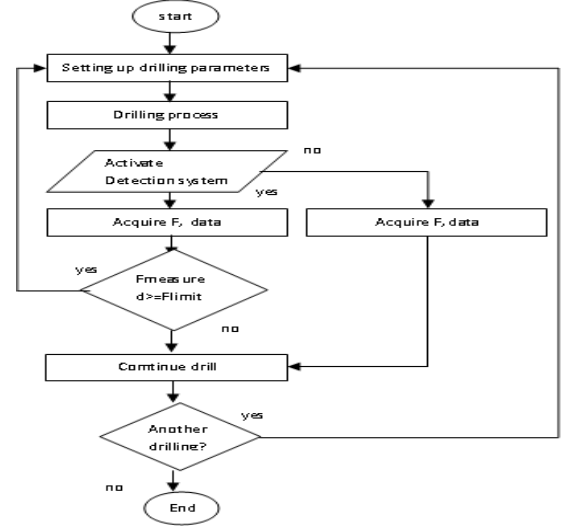 start
Setting up drilling parameters
Drilling process
no
Activate
Detection system
yes
Acquire F, data
Acquire F, data
yes
Fmeasure
d>=Flimit
no
Comtinue drill
yes
Another
drilling?
no
End